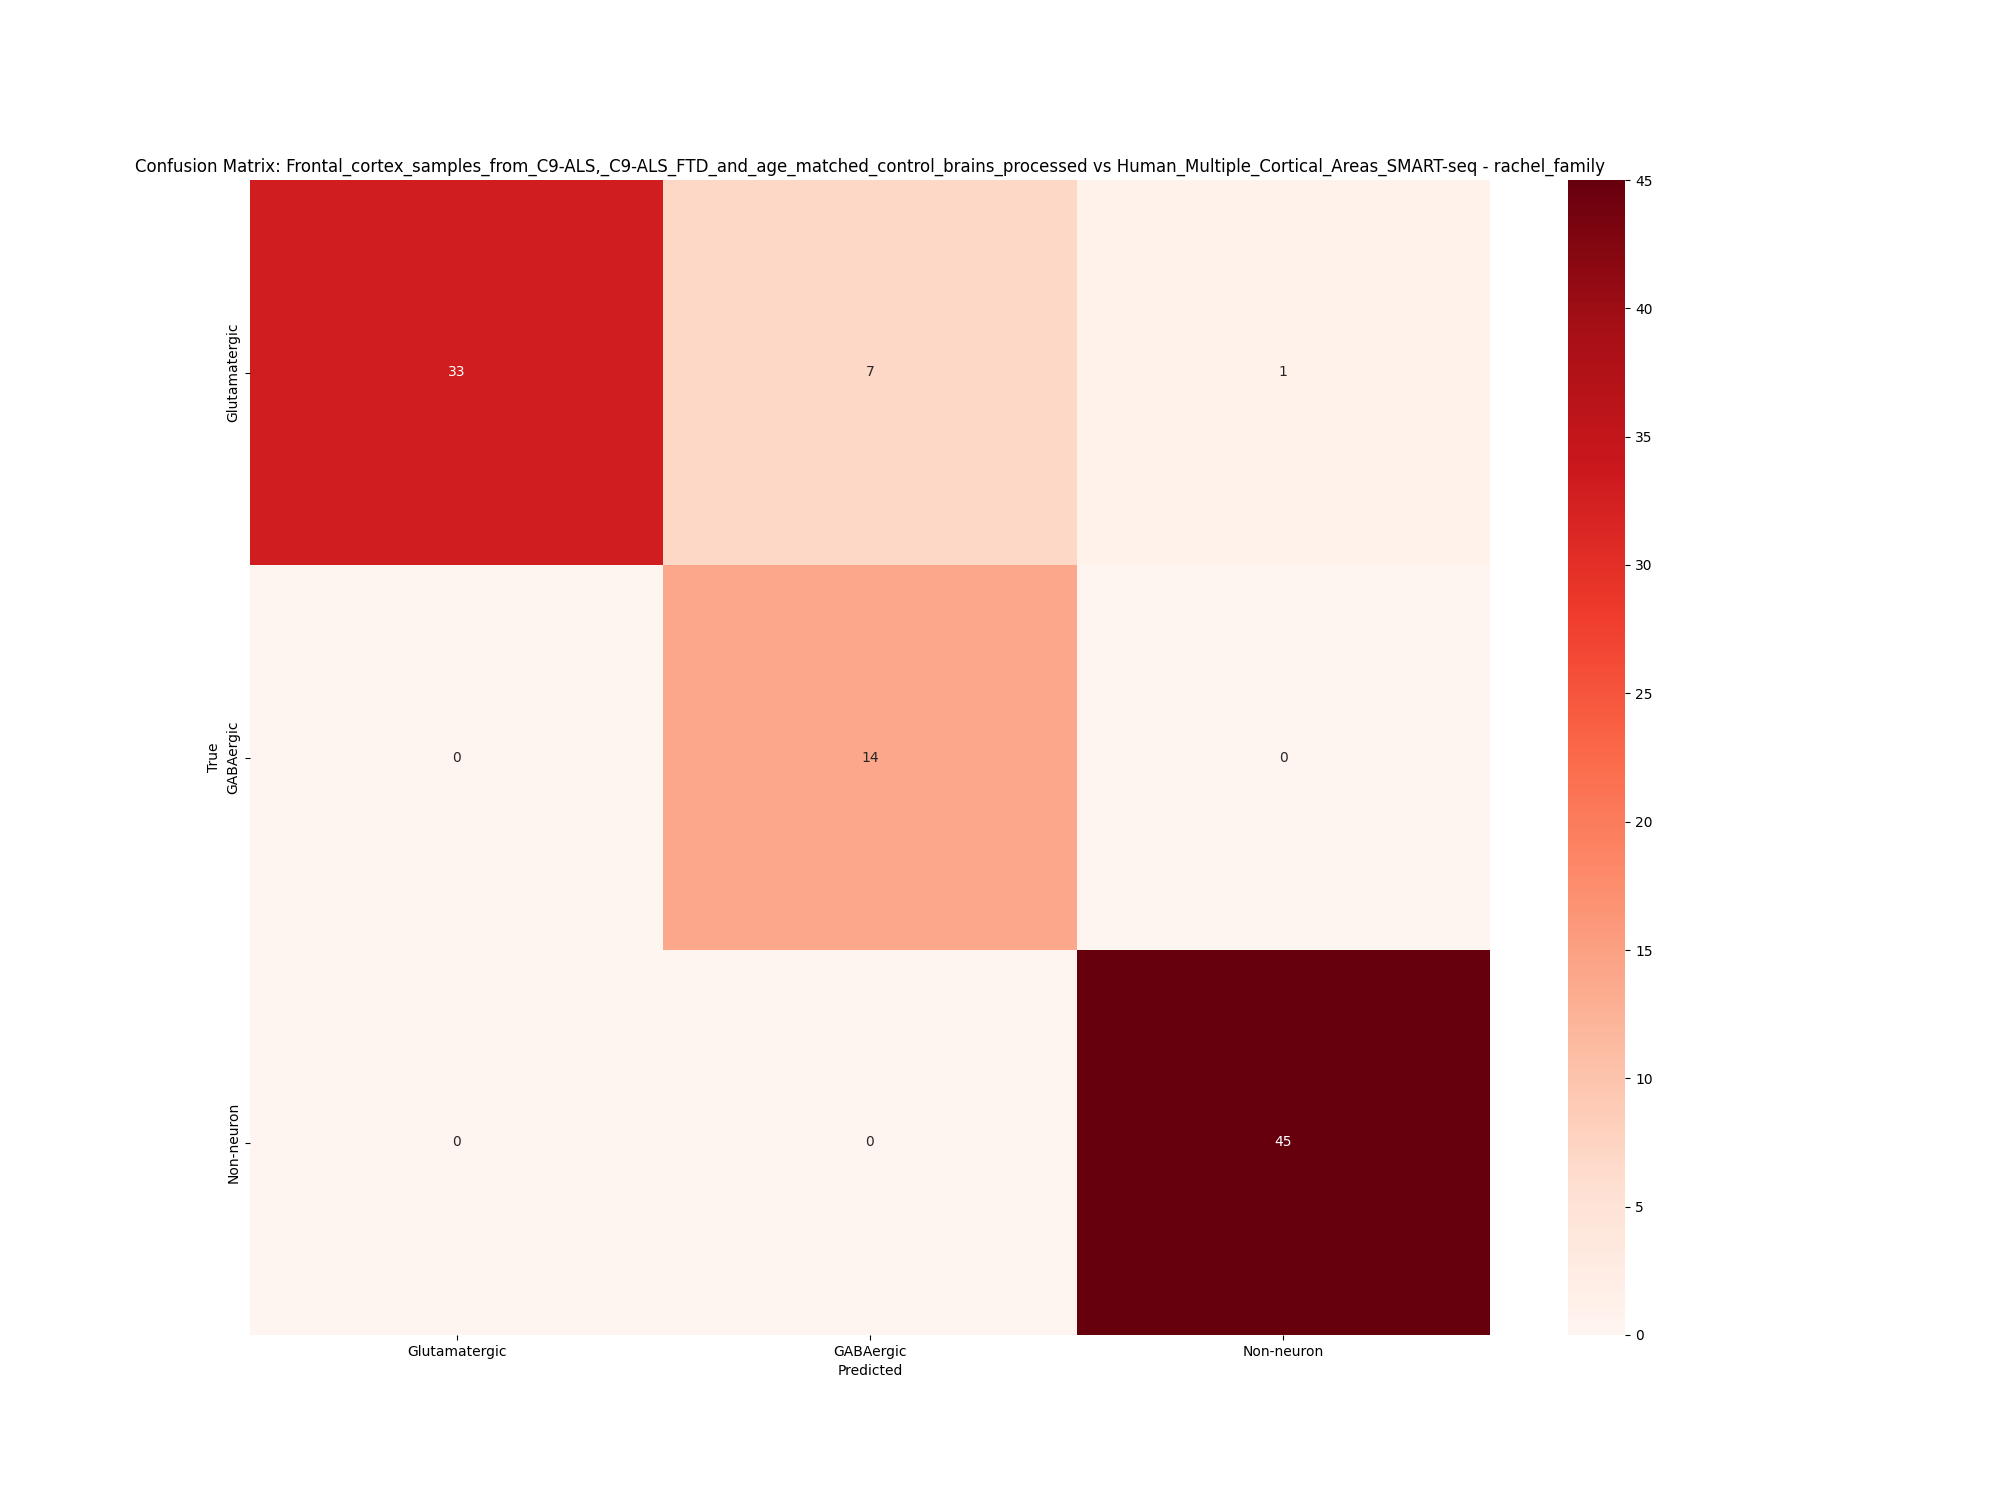 Confusion Matrix: Frontal_cortex_samples_from_C9-ALS,_C9-ALS_FTD_and_age_matched_control_brains_processed vs Human_Multiple_Cortical_Areas_SMART-seq - rachel_family
Glutamatergic
33
7
1
True
GABAergic
0
14
0
Non-neuron
0
0
45
Glutamatergic
GABAergic
Non-neuron
Predicted
45
40
35
30
25
20
15
10
5
0